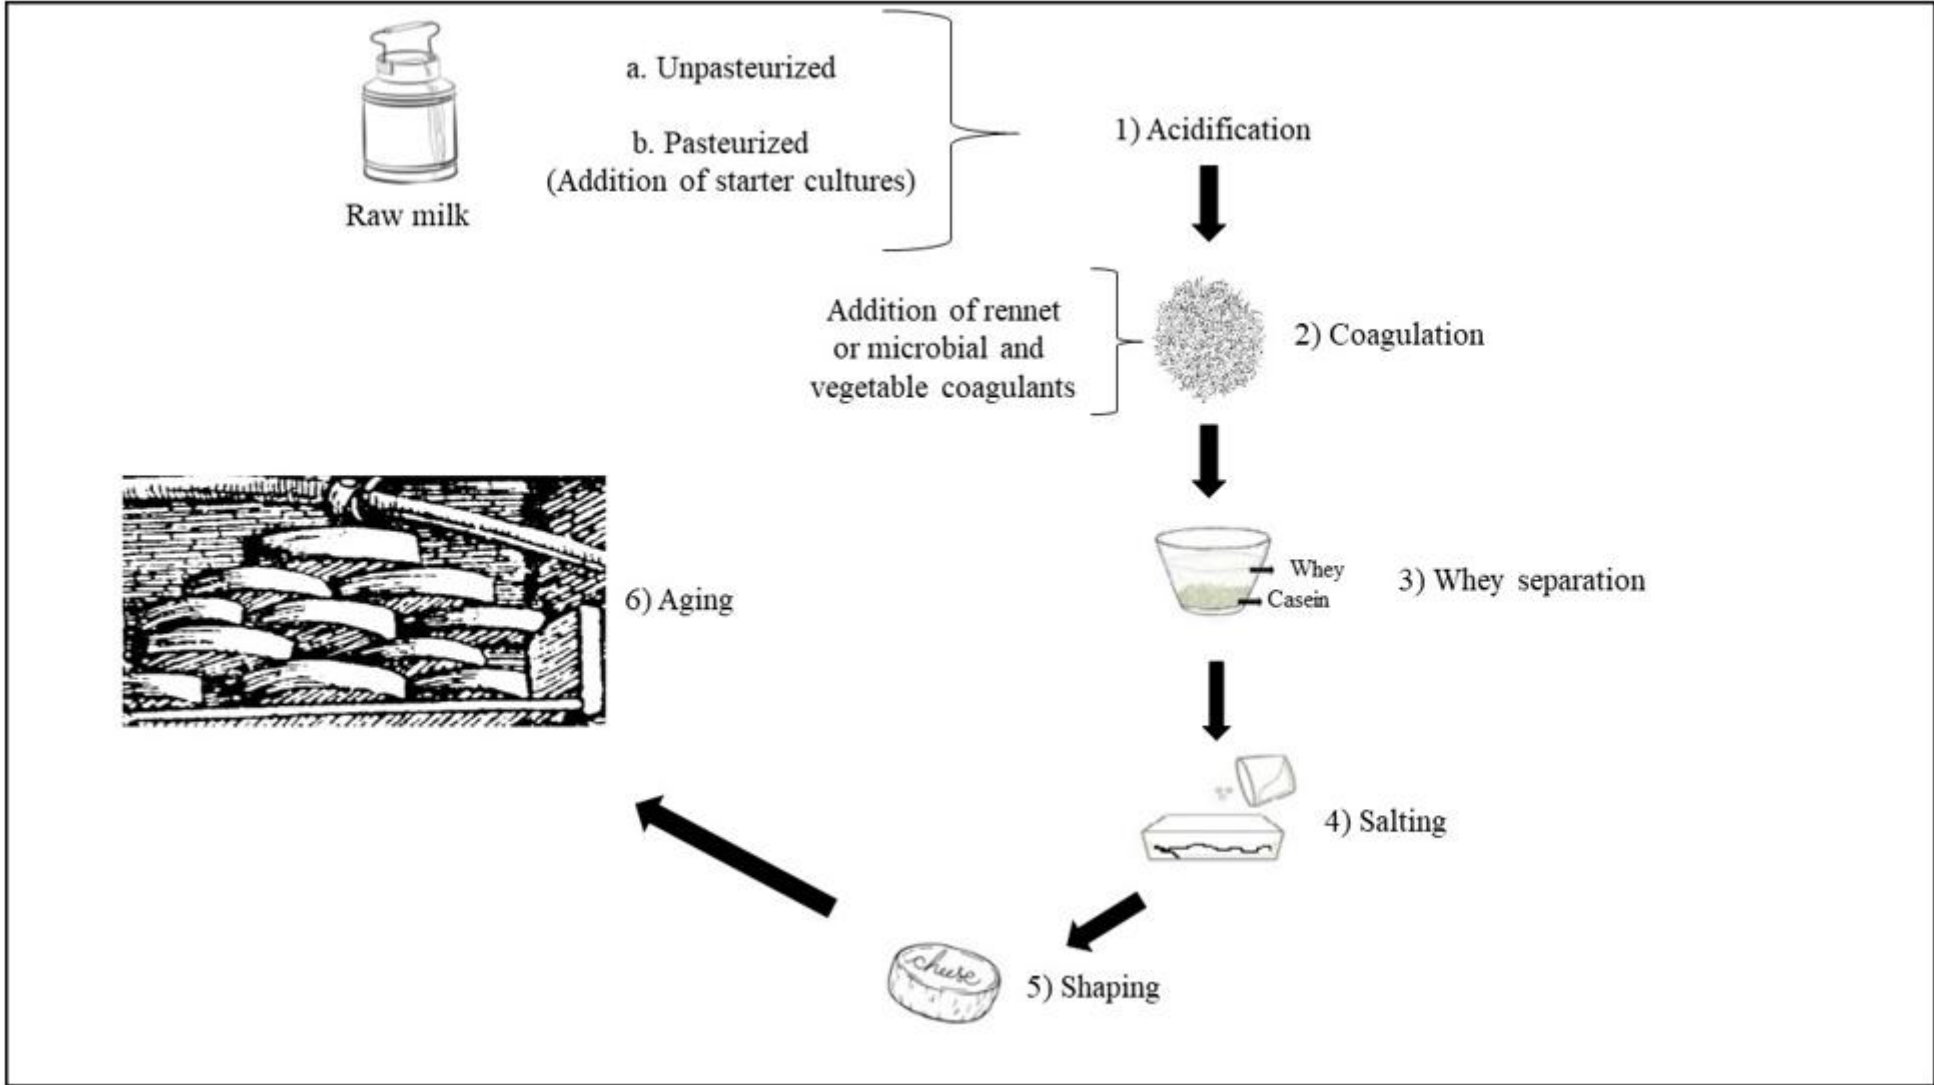 a. Unpasteurized
b. Pasteurized
(Addition of starter cultures)
Raw milk
1) Acidification
Addition of rennet
or microbial and
vegetable coagulants
2) Coagulation
Whey
Casein
3) Whey separation
4) Salting
chuse
5) Shaping
6) Aging